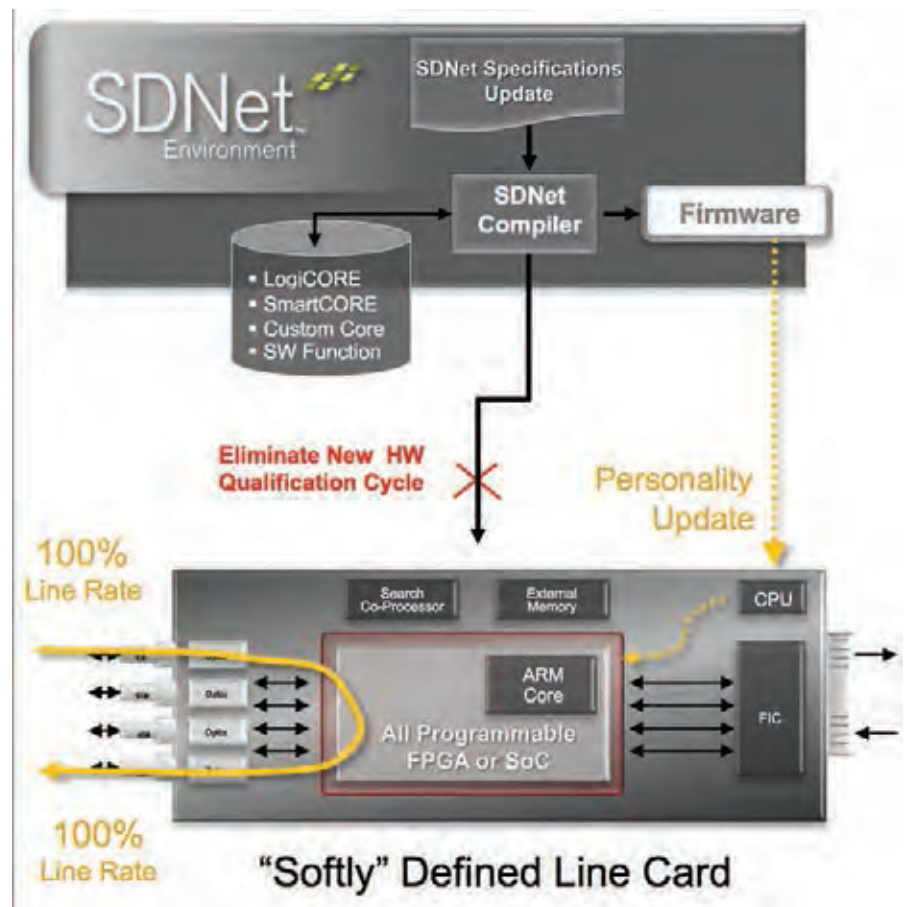 SDNet
Environment
SDNet Specifications
Update
SDNet
Compiler
Firmware
▪ LogiCORE
▪ SmartCORE
▪ Custom Core
▪ SW Function
Eliminate New HW
Qualification Cycle
Personality
Update
100%
Line Rate
Search
Co-Processor
External
Memory
CPU
ARM
Core
Optix
Optix
FIC
All Programmable
FPGA or SoC
100%
Line Rate
“Softly” Defined Line Card